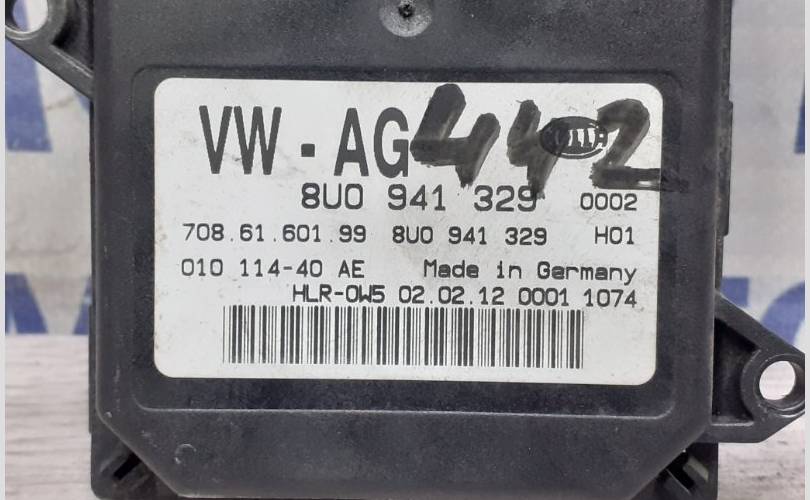 VW - AG 442
HELLA
8U0 941 329 0002
708.61.601.99 8U0 941 329 H01
010 114-40 AE Made in Germany
HLR-0W5 02.02.12 0001 1074